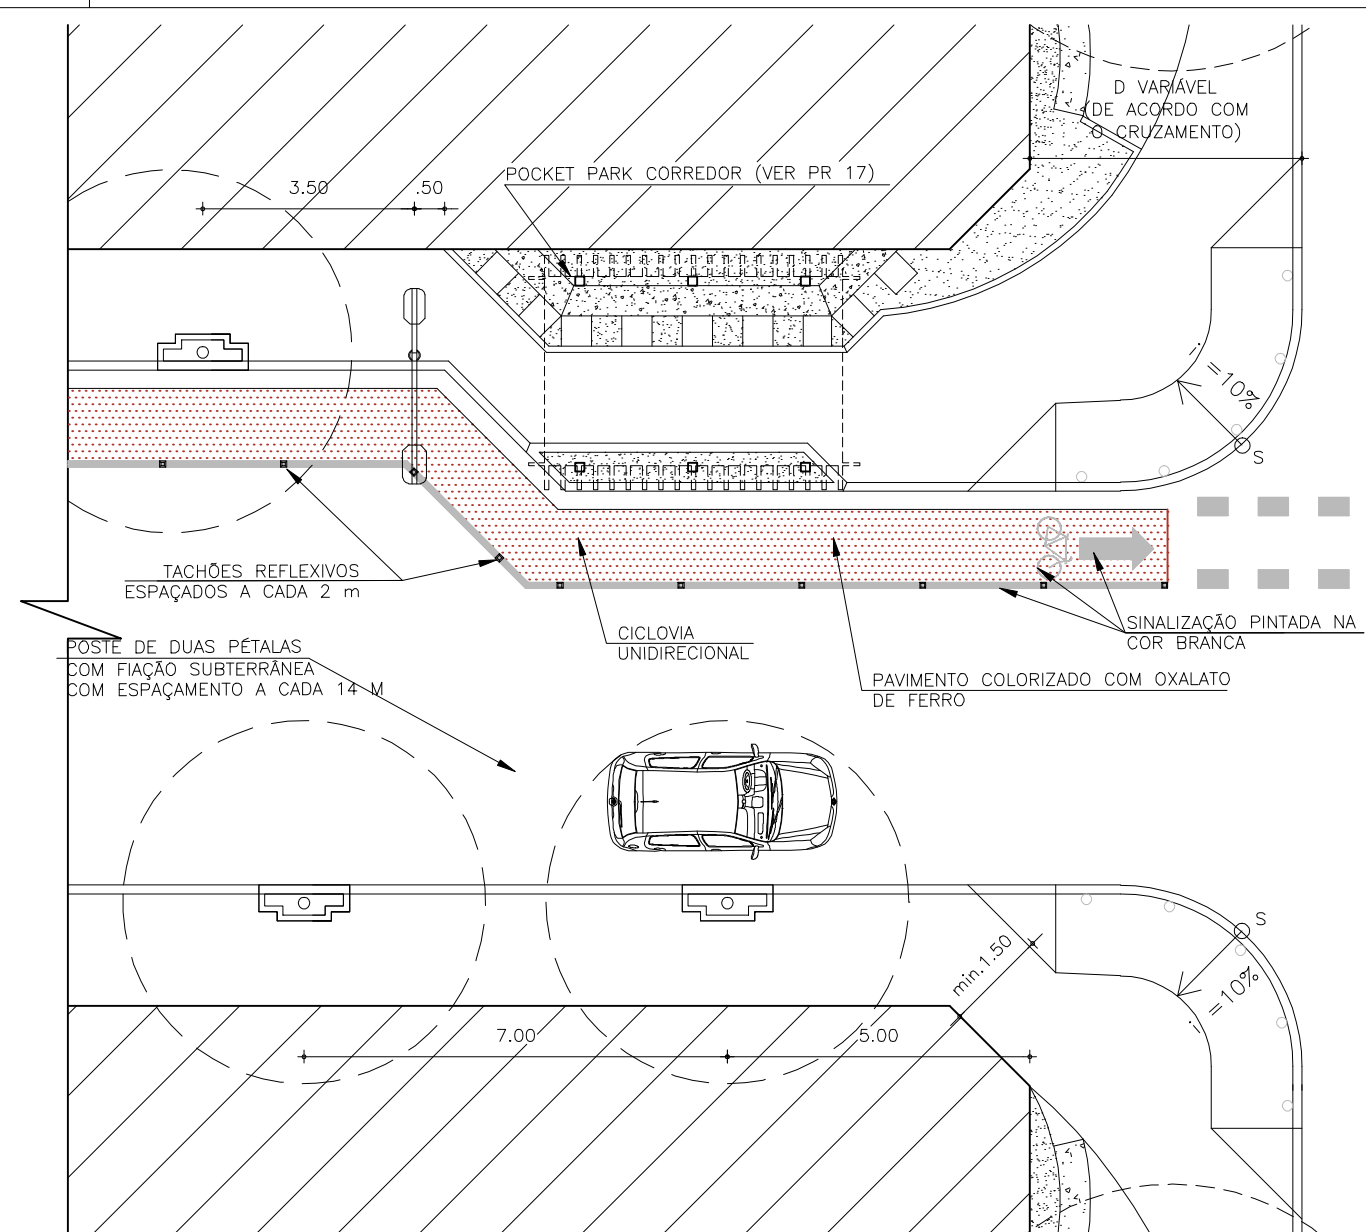 D VARIÁVEL
(DE ACORDO COM
O CRUZAMENTO)
POCKET PARK CORREDOR (VER PR 17)
3.50
.50
i=10%
S
TACHÕES REFLEXIVOS
ESPAÇADOS A CADA 2 m
CICLOVIA
UNIDIRECIONAL
SINALIZAÇÃO PINTADA NA
COR BRANCA
POSTE DE DUAS PÉTALAS
COM FIAÇÃO SUBTERRÂNEA
COM ESPAÇAMENTO A CADA 14 M
PAVIMENTO COLORIZADO COM OXALATO
DE FERRO
S
min.1.50
i=10%
7.00
5.00